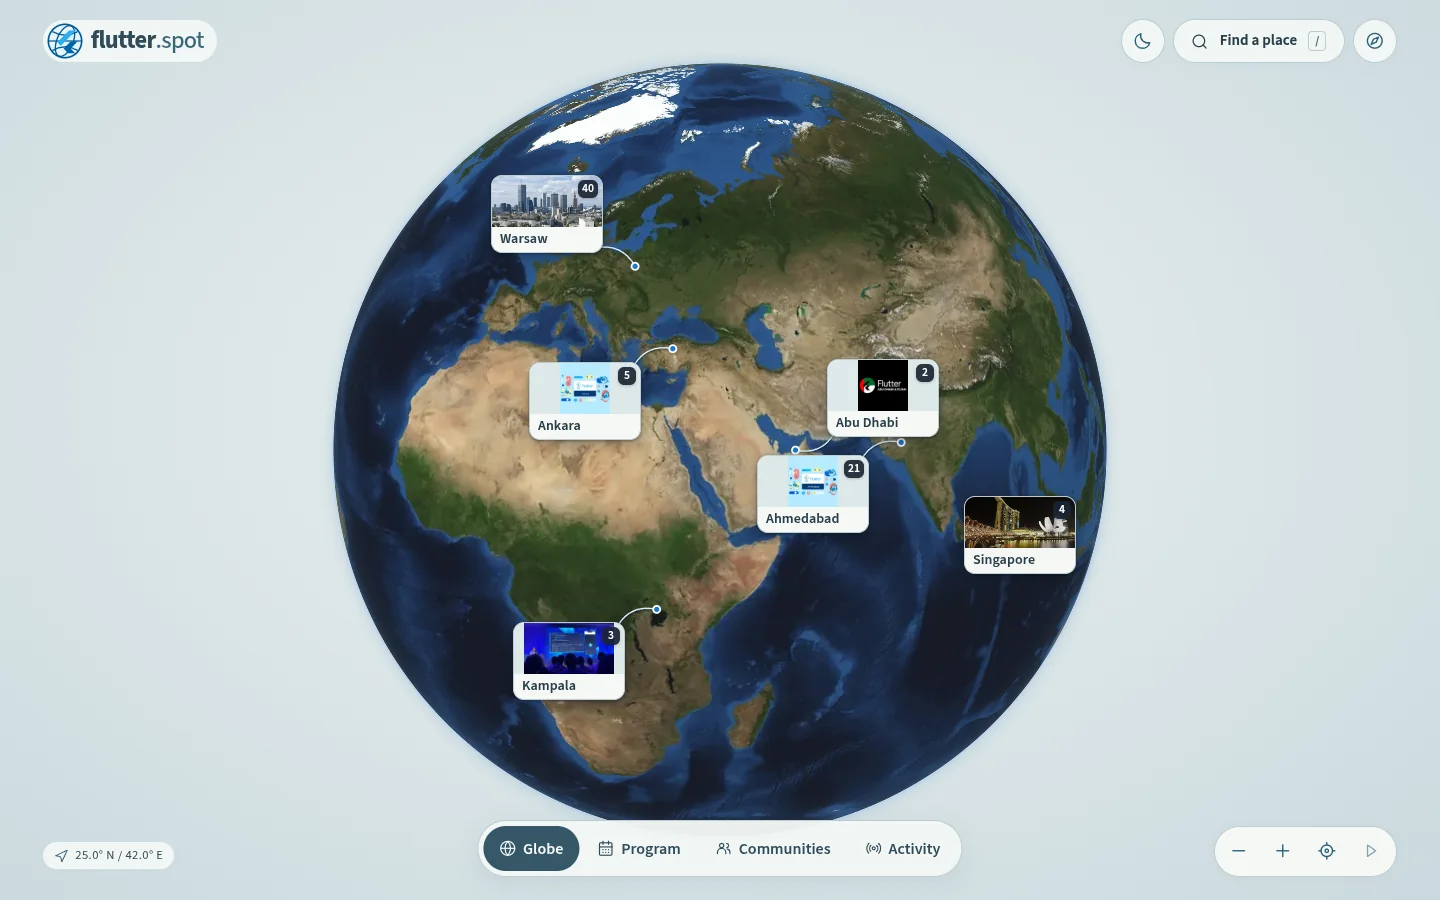 flutter.spot
Find a place /
40
Warsaw
5
Ankara
Flutter
2
Abu Dhabi
21
Ahmedabad
4
Singapore
3
Kampala
25.0° N / 42.0° E
Globe
Program
Communities
Activity